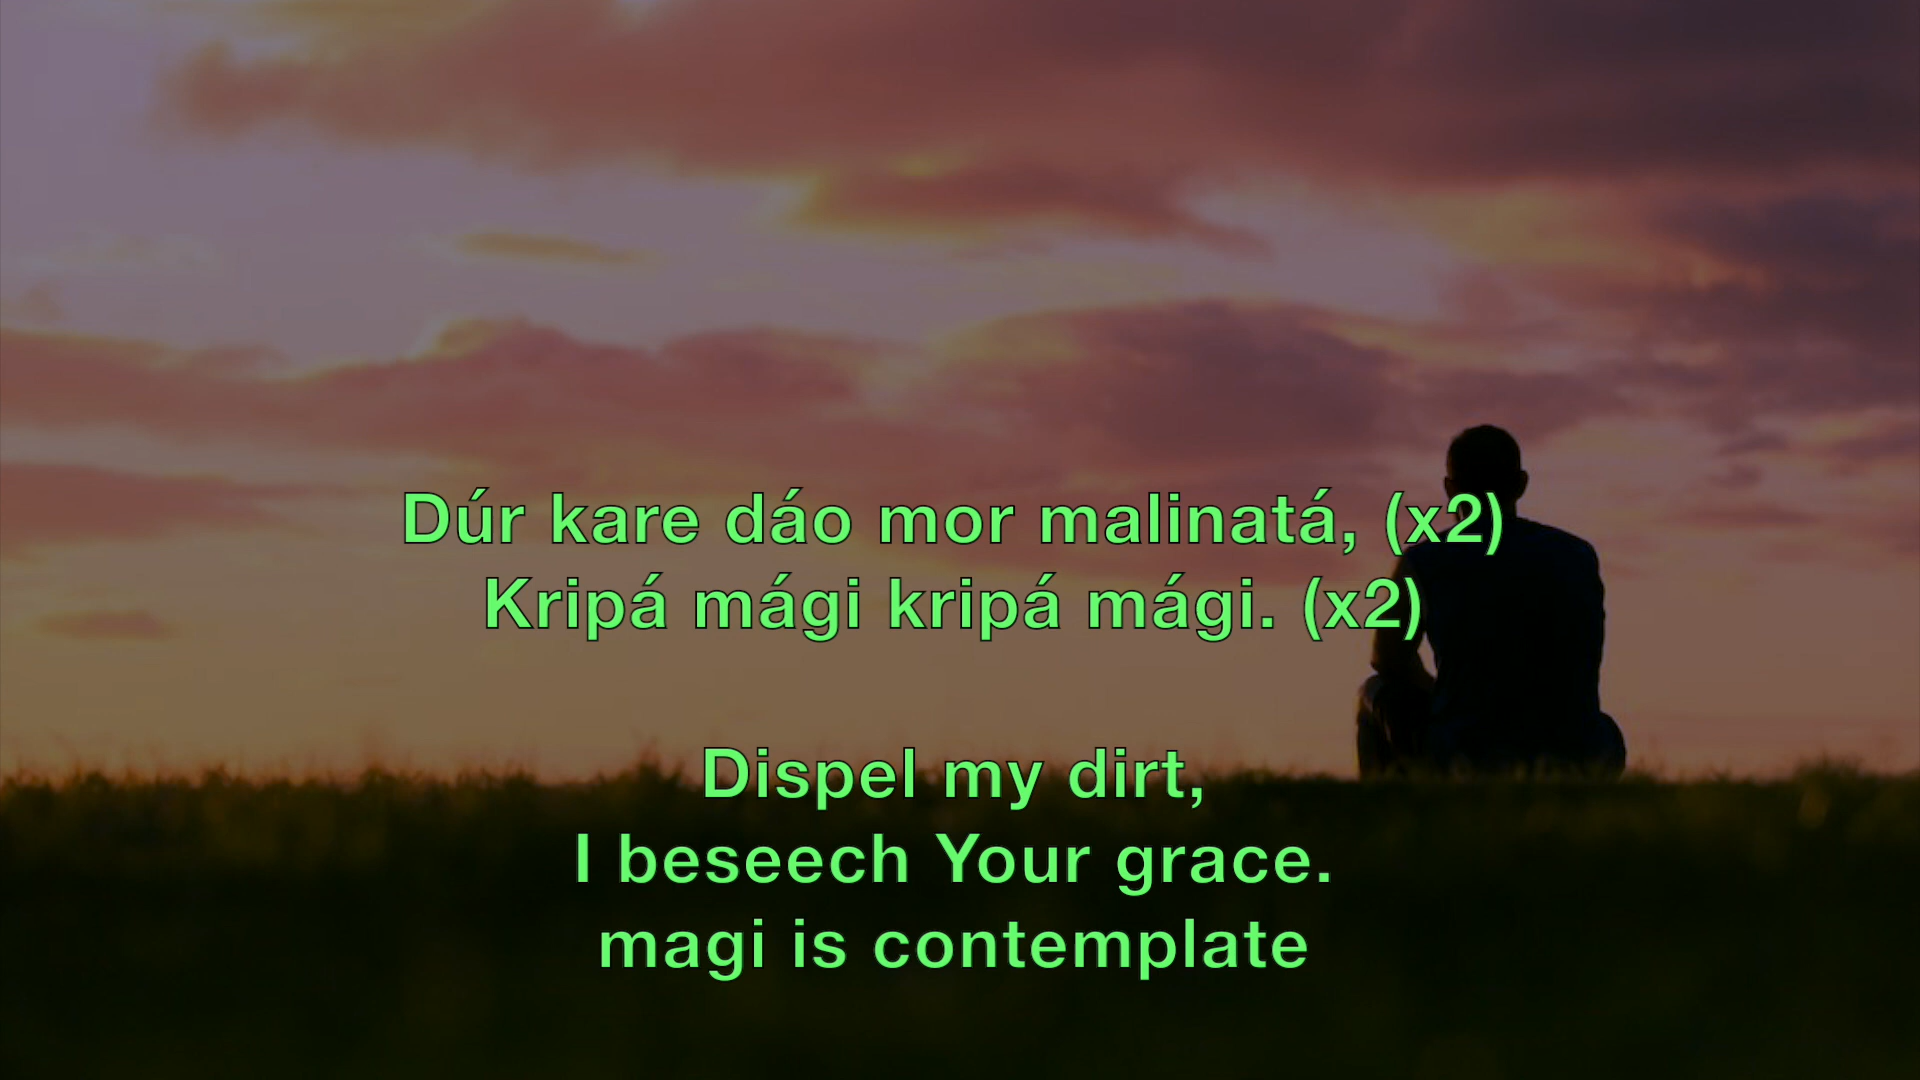 Dúr kare dáo mor malinatá, (x2)
Kripá mági kripá mági. (x2)
Dispel my dirt,
I beseech Your grace.
magi is contemplate